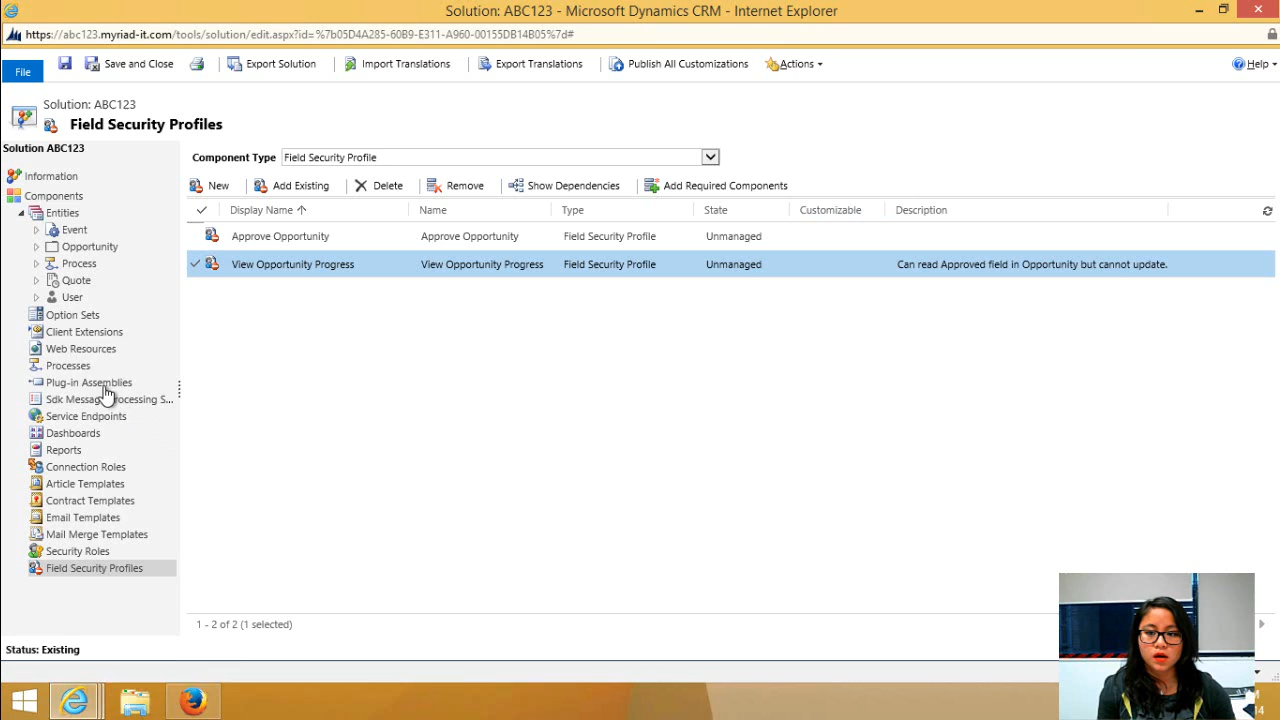 Solution: ABC123 - Microsoft Dynamics CRM - Internet Explorer
https://abc123.myriad-it.com/tools/solution/edit.aspx?id=%7b05D4A285-60B9-E311-A960-00155DB14B05%7d#
File
Save and Close
Export Solution
Import Translations
Export Translations
Publish All Customizations
Actions
Help
Solution: ABC123
Field Security Profiles
Solution ABC123
Information
Components
Entities
Event
Opportunity
Process
Quote
User
Option Sets
Client Extensions
Web Resources
Processes
Plug-in Assemblies
Sdk Message Processing S...
Service Endpoints
Dashboards
Reports
Connection Roles
Article Templates
Contract Templates
Email Templates
Mail Merge Templates
Security Roles
Field Security Profiles
Component Type Field Security Profile
New Add Existing Delete Remove Show Dependencies Add Required Components
Display Name Name Type State Customizable Description
Approve Opportunity Approve Opportunity Field Security Profile Unmanaged
View Opportunity Progress View Opportunity Progress Field Security Profile Unmanaged Can read Approved field in Opportunity but cannot update.
1 - 2 of 2 (1 selected)
Status: Existing